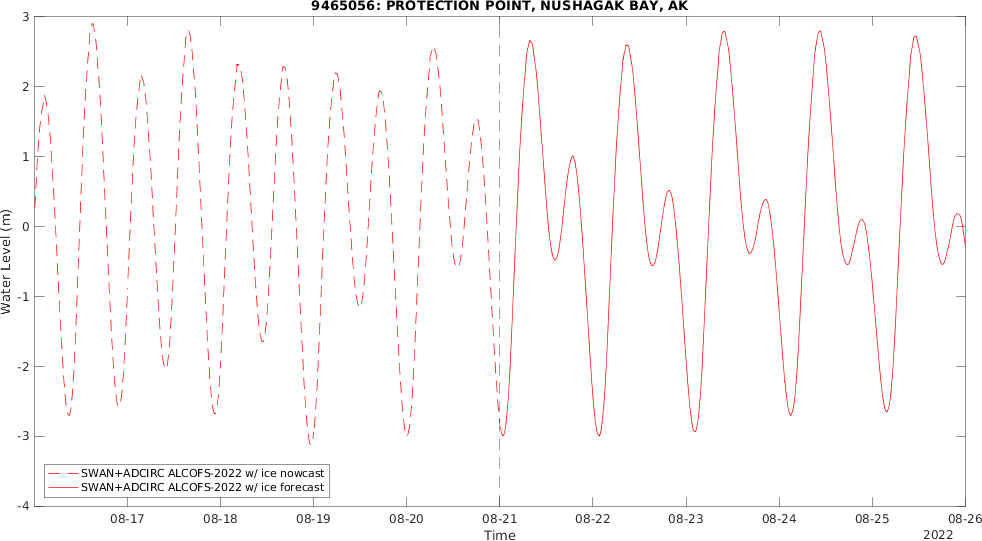 9465056: PROTECTION POINT, NUSHAGAK BAY, AK
Water Level (m)
3
2
1
0
-1
-2
-3
-4
SWAN+ADCIRC ALCOFS-2022 w/ ice nowcast
SWAN+ADCIRC ALCOFS-2022 w/ ice forecast
08-17 08-18 08-19 08-20 08-21 08-22 08-23 08-24 08-25 08-26
Time
2022